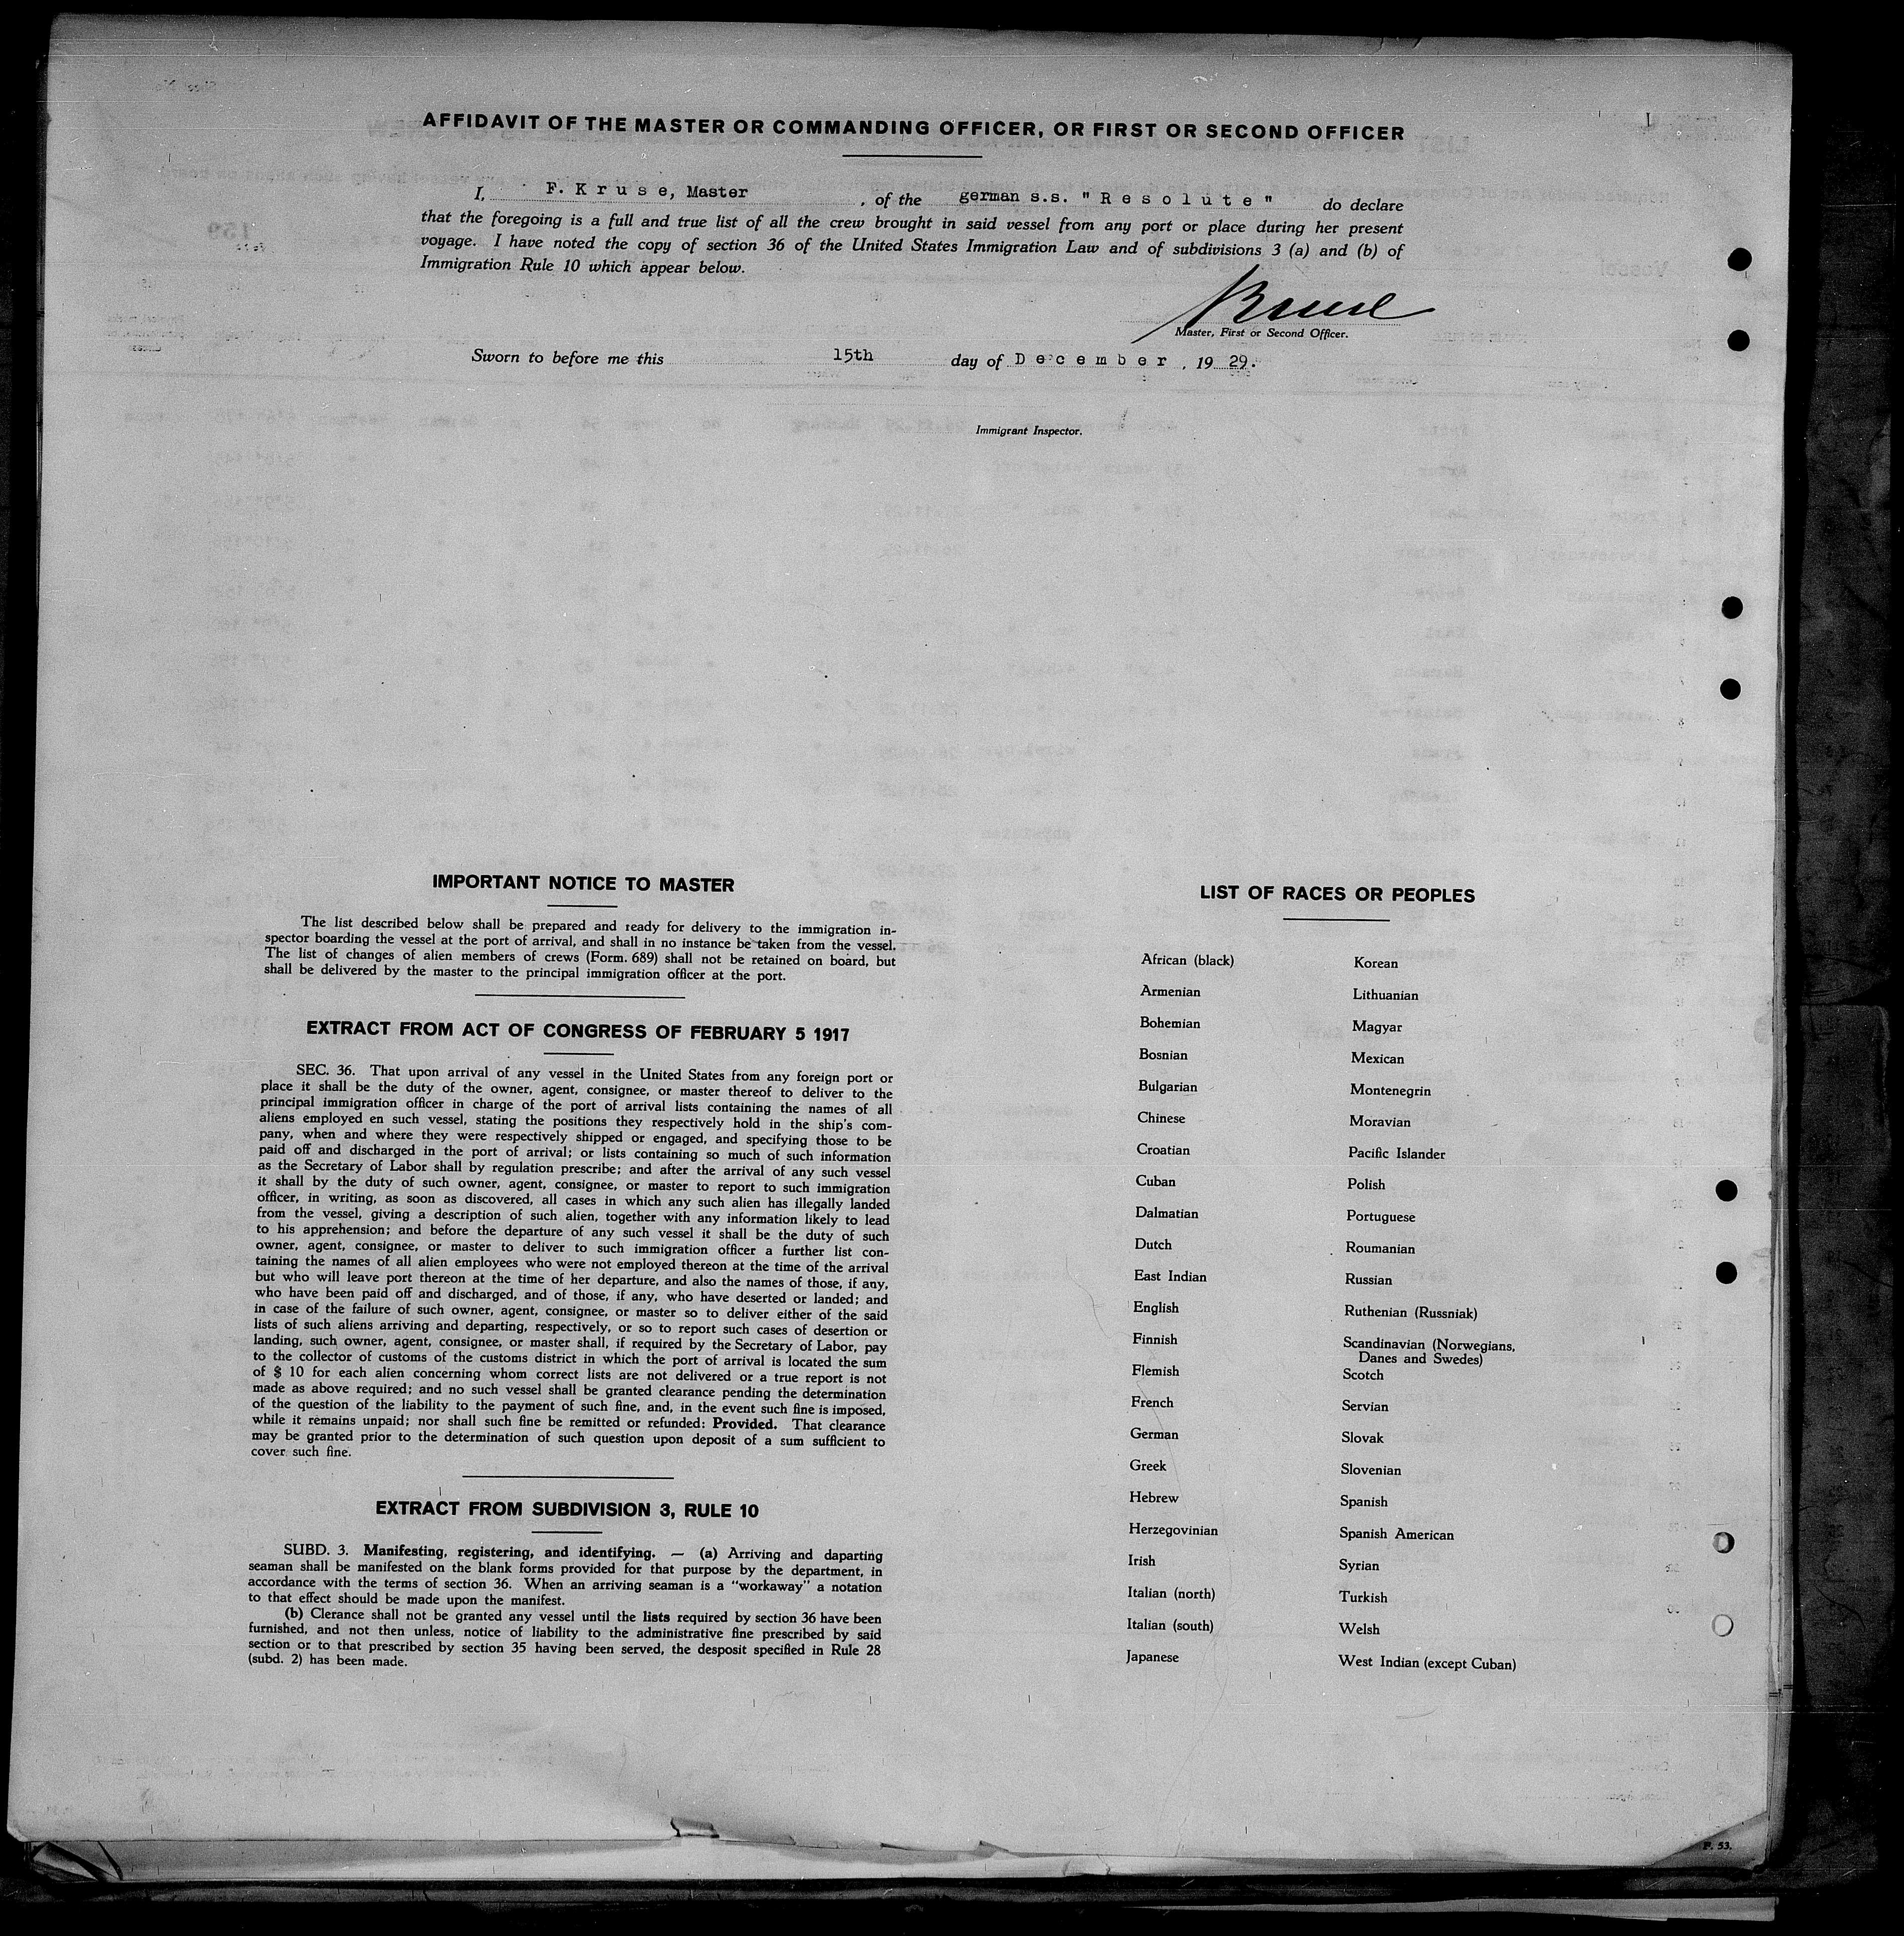 AFFIDAVIT OF THE MASTER OR COMMANDING OFFICER, OR FIRST OR SECOND OFFICER
I, F. K r u s e, Master , of the german s.s. " R e s o l u t e " do declare
that the foregoing is a full and true list of all the crew brought in said vessel from any port or place during her present
voyage. I have noted the copy of section 36 of the United States Immigration Law and of subdivisions 3 (a) and (b) of
Immigration Rule 10 which appear below.
Kruse
Master, First or Second Officer.
Sworn to before me this 15th day of D e c e m b e r , 19 29.
Immigrant Inspector.
IMPORTANT NOTICE TO MASTER
The list described below shall be prepared and ready for delivery to the immigration in-
spector boarding the vessel at the port of arrival, and shall in no instance be taken from the vessel.
The list of changes of alien members of crews (Form. 689) shall not be retained on board, but
shall be delivered by the master to the principal immigration officer at the port.
EXTRACT FROM ACT OF CONGRESS OF FEBRUARY 5 1917
SEC. 36. That upon arrival of any vessel in the United States from any foreign port or
place it shall be the duty of the owner, agent, consignee, or master thereof to deliver to the
principal immigration officer in charge of the port of arrival lists containing the names of all
aliens employed en such vessel, stating the positions they respectively hold in the ship's com-
pany, when and where they were respectively shipped or engaged, and specifying those to be
paid off and discharged in the port of arrival; or lists containing so much of such information
as the Secretary of Labor shall by regulation prescribe; and after the arrival of any such vessel
it shall by the duty of such owner, agent, consignee, or master to report to such immigration
officer, in writing, as soon as discovered, all cases in which any such alien has illegally landed
from the vessel, giving a description of such alien, together with any information likely to lead
to his apprehension; and before the departure of any such vessel it shall be the duty of such
owner, agent, consignee, or master to deliver to such immigration officer a further list con-
taining the names of all alien employees who were not employed thereon at the time of the arrival
but who will leave port thereon at the time of her departure, and also the names of those, if any,
who have been paid off and discharged, and of those, if any, who have deserted or landed; and
in case of the failure of such owner, agent, consignee, or master so to deliver either of the said
lists of such aliens arriving and departing, respectively, or so to report such cases of desertion or
landing, such owner, agent, consignee, or master shall, if required by the Secretary of Labor, pay
to the collector of customs of the customs district in which the port of arrival is located the sum
of $ 10 for each alien concerning whom correct lists are not delivered or a true report is not
made as above required; and no such vessel shall be granted clearance pending the determination
of the question of the liability to the payment of such fine, and, in the event such fine is imposed,
while it remains unpaid; nor shall such fine be remitted or refunded: Provided. That clearance
may be granted prior to the determination of such question upon deposit of a sum sufficient to
cover such fine.
EXTRACT FROM SUBDIVISION 3, RULE 10
SUBD. 3. Manifesting, registering, and identifying. — (a) Arriving and daparting
seaman shall be manifested on the blank forms provided for that purpose by the department, in
accordance with the terms of section 36. When an arriving seaman is a "workaway" a notation
to that effect should be made upon the manifest.
(b) Clerance shall not be granted any vessel until the lists required by section 36 have been
furnished, and not then unless, notice of liability to the administrative fine prescribed by said
section or to that prescribed by section 35 having been served, the desposit specified in Rule 28
(subd. 2) has been made.
LIST OF RACES OR PEOPLES
African (black)
Armenian
Bohemian
Bosnian
Bulgarian
Chinese
Croatian
Cuban
Dalmatian
Dutch
East Indian
English
Finnish
Flemish
French
German
Greek
Hebrew
Herzegovinian
Irish
Italian (north)
Italian (south)
Japanese
Korean
Lithuanian
Magyar
Mexican
Montenegrin
Moravian
Pacific Islander
Polish
Portuguese
Roumanian
Russian
Ruthenian (Russniak)
Scandinavian (Norwegians,
Danes and Swedes)
Scotch
Servian
Slovak
Slovenian
Spanish
Spanish American
Syrian
Turkish
Welsh
West Indian (except Cuban)
F. 53.